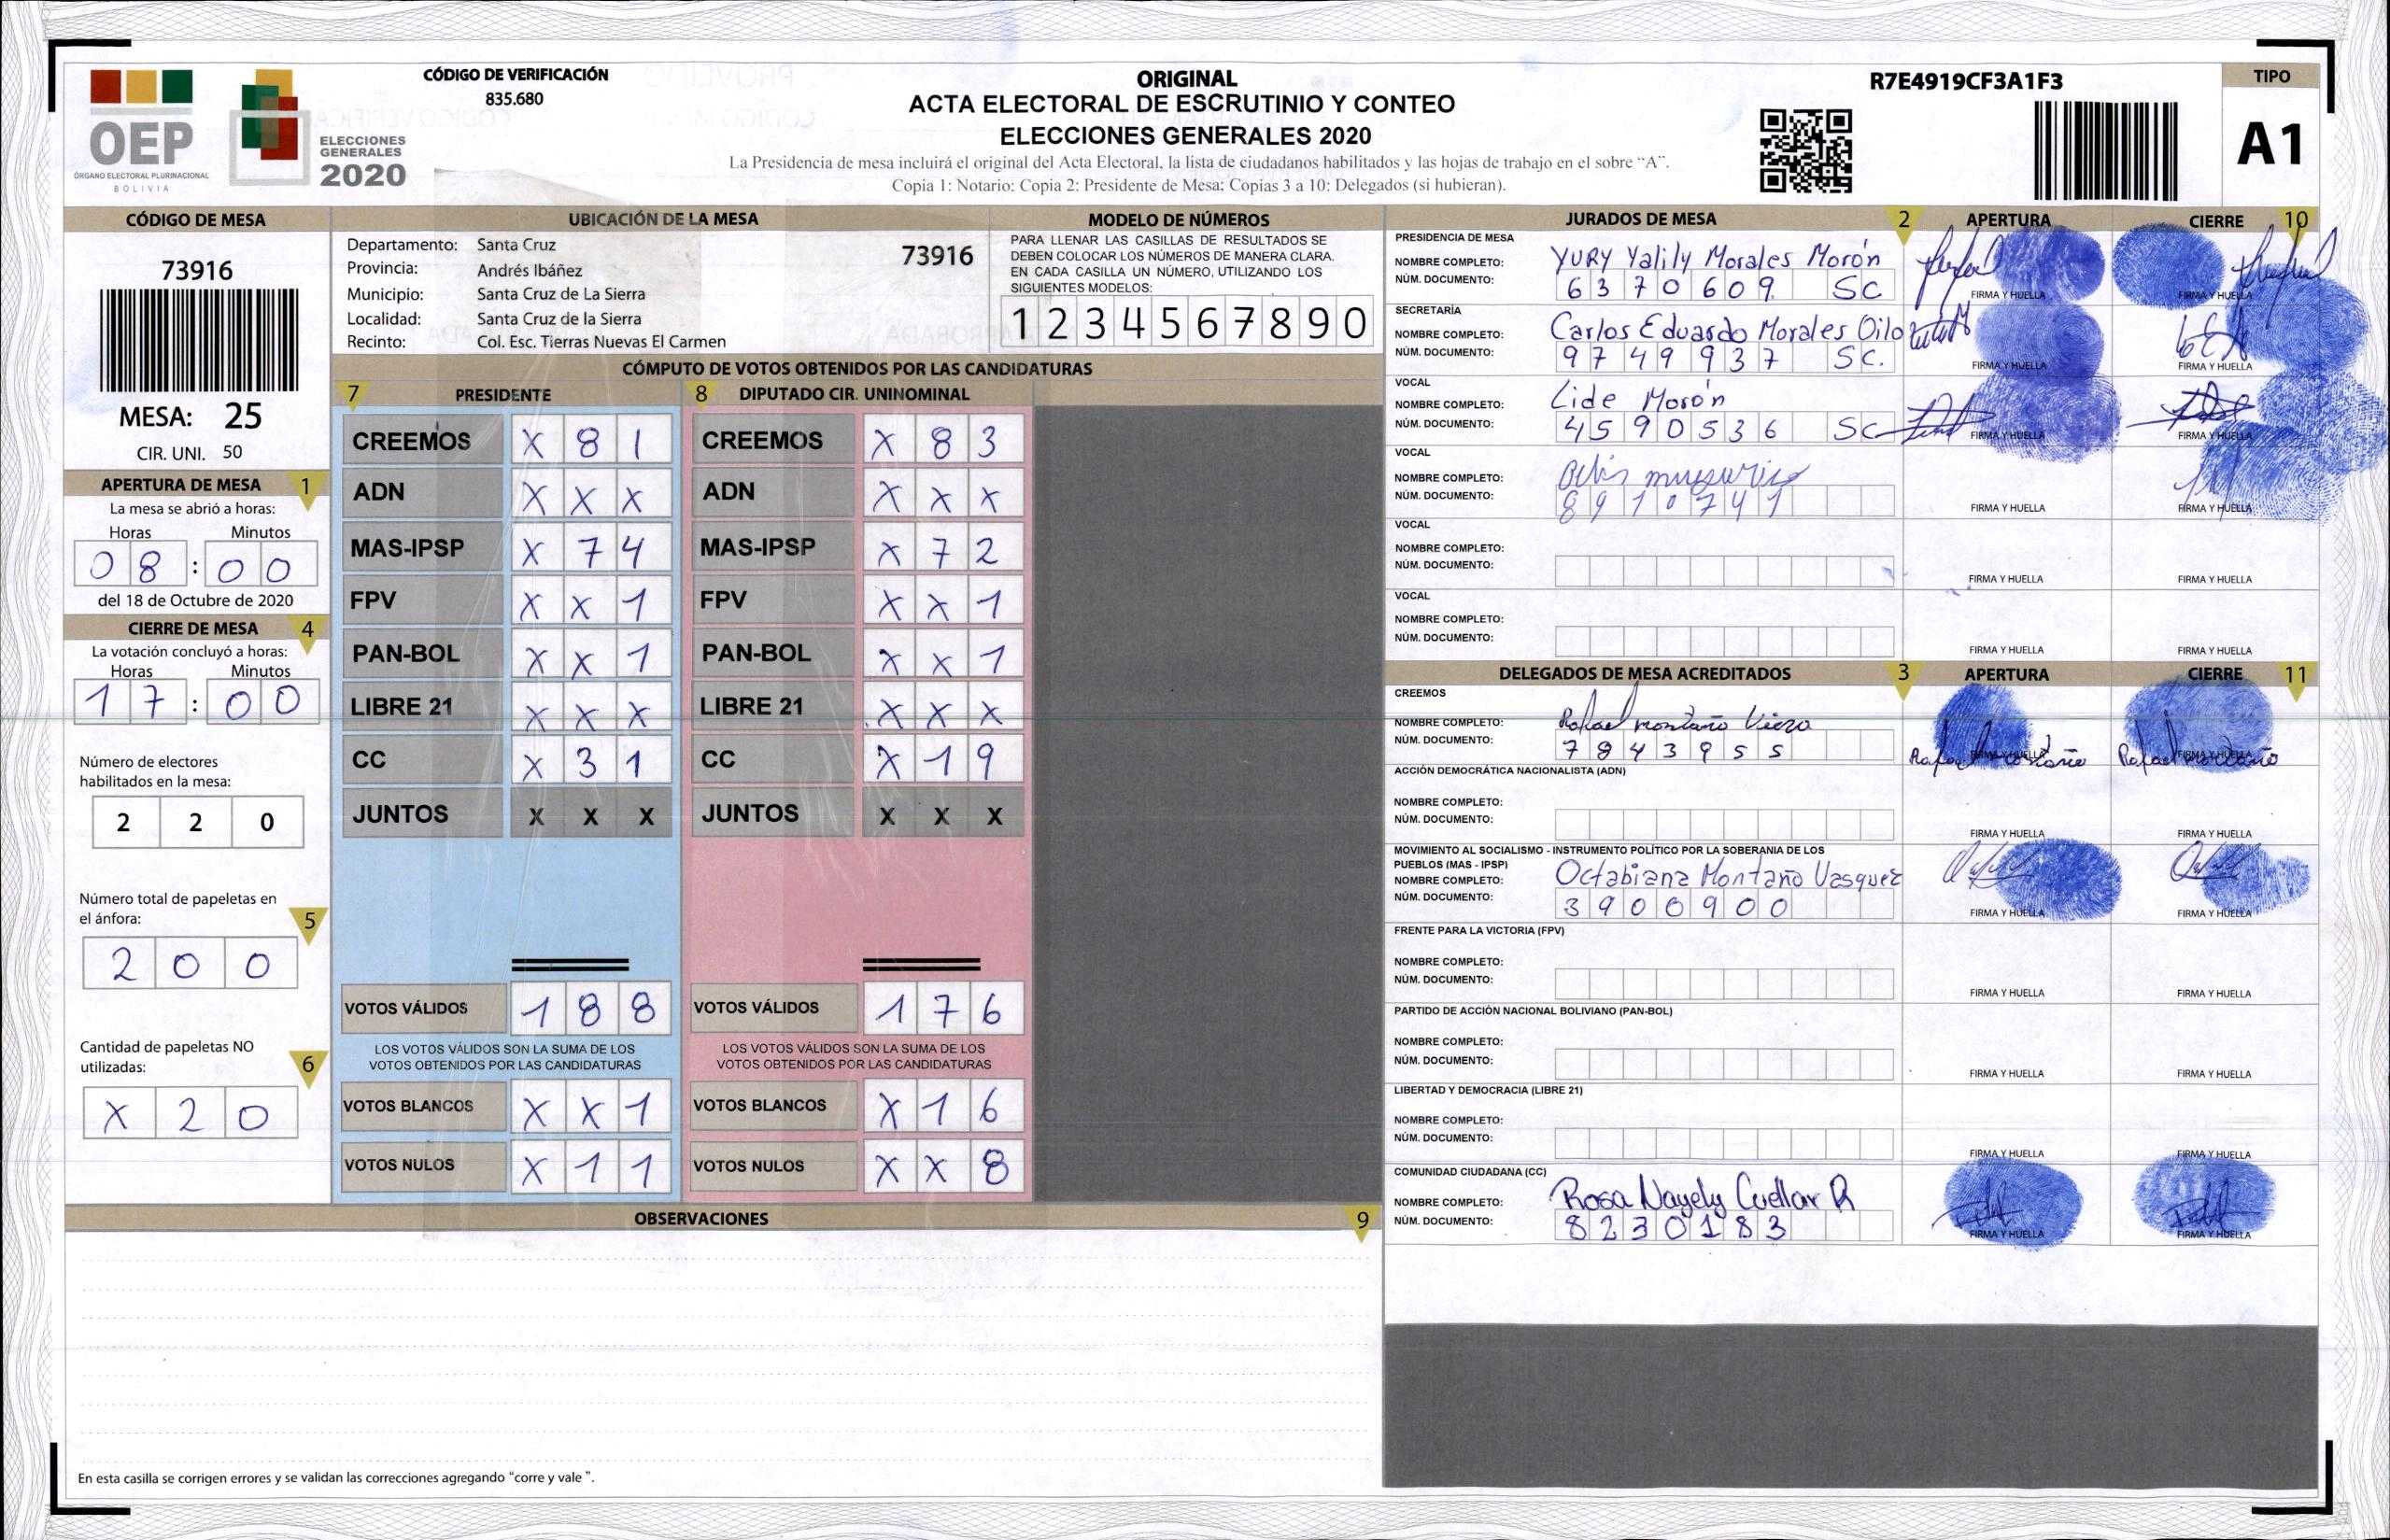 CÓDIGO DE VERIFICACIÓN
835.680
OEP
ÓRGANO ELECTORAL PLURINACIONAL
BOLIVIA
ELECCIONES
GENERALES
2020
ORIGINAL
ACTA ELECTORAL DE ESCRUTINIO Y CONTEO
ELECCIONES GENERALES 2020
La Presidencia de mesa incluirá el original del Acta Electoral, la lista de ciudadanos habilitados y las hojas de trabajo en el sobre "A".
Copia 1: Notario; Copia 2: Presidente de Mesa; Copias 3 a 10: Delegados (si hubieran).
R7E4919CF3A1F3
TIPO
A1
CÓDIGO DE MESA
73916
MESA: 25
CIR. UNI. 50
APERTURA DE MESA 1
La mesa se abrió a horas:
Horas Minutos
08 : 00
del 18 de Octubre de 2020
CIERRE DE MESA 4
La votación concluyó a horas:
Horas Minutos
17 : 00
Número de electores
habilitados en la mesa:
2 2 0
Número total de papeletas en
el ánfora: 5
2 0 0
Cantidad de papeletas NO
utilizadas: 6
X 2 0
UBICACIÓN DE LA MESA
Departamento: Santa Cruz 73916
Provincia: Andrés Ibáñez
Municipio: Santa Cruz de La Sierra
Localidad: Santa Cruz de la Sierra
Recinto: Col. Esc. Tierras Nuevas El Carmen
MODELO DE NÚMEROS
PARA LLENAR LAS CASILLAS DE RESULTADOS SE
DEBEN COLOCAR LOS NÚMEROS DE MANERA CLARA.
EN CADA CASILLA UN NÚMERO, UTILIZANDO LOS
SIGUIENTES MODELOS:
1 2 3 4 5 6 7 8 9 0
CÓMPUTO DE VOTOS OBTENIDOS POR LAS CANDIDATURAS
7 PRESIDENTE
CREEMOS X 8 1
ADN X X X
MAS-IPSP X 7 4
FPV X X 1
PAN-BOL X X 1
LIBRE 21 X X X
CC X 3 1
JUNTOS X X X
VOTOS VÁLIDOS 1 8 8
LOS VOTOS VÁLIDOS SON LA SUMA DE LOS
VOTOS OBTENIDOS POR LAS CANDIDATURAS
VOTOS BLANCOS X X 1
VOTOS NULOS X 1 1
8 DIPUTADO CIR. UNINOMINAL
CREEMOS X 8 3
ADN X X X
MAS-IPSP X 7 2
FPV X X 1
PAN-BOL X X 1
LIBRE 21 X X X
CC X 1 9
JUNTOS X X X
VOTOS VÁLIDOS 1 7 6
LOS VOTOS VÁLIDOS SON LA SUMA DE LOS
VOTOS OBTENIDOS POR LAS CANDIDATURAS
VOTOS BLANCOS X 1 6
VOTOS NULOS X X 8
OBSERVACIONES 9
En esta casilla se corrigen errores y se validan las correcciones agregando "corre y vale ".
JURADOS DE MESA 2 APERTURA CIERRE 10
PRESIDENCIA DE MESA
NOMBRE COMPLETO: YURY Yalily Morales Morón
NÚM. DOCUMENTO: 6370609 SC
FIRMA Y HUELLA FIRMA Y HUELLA
SECRETARÍA
NOMBRE COMPLETO: Carlos Eduardo Morales Oilo
NÚM. DOCUMENTO: 9749937 SC.
FIRMA Y HUELLA FIRMA Y HUELLA
VOCAL
NOMBRE COMPLETO: Lide Morón
NÚM. DOCUMENTO: 4590536 SC
FIRMA Y HUELLA FIRMA Y HUELLA
VOCAL
NOMBRE COMPLETO:
NÚM. DOCUMENTO: 8910741
FIRMA Y HUELLA FIRMA Y HUELLA
VOCAL
NOMBRE COMPLETO:
NÚM. DOCUMENTO:
FIRMA Y HUELLA FIRMA Y HUELLA
VOCAL
NOMBRE COMPLETO:
NÚM. DOCUMENTO:
FIRMA Y HUELLA FIRMA Y HUELLA
DELEGADOS DE MESA ACREDITADOS 3 APERTURA CIERRE 11
CREEMOS
NOMBRE COMPLETO: Rafael montaño Viera
NÚM. DOCUMENTO: 7843955
Rafael Montaño Rafael Montaño
FIRMA Y HUELLA FIRMA Y HUELLA
ACCIÓN DEMOCRÁTICA NACIONALISTA (ADN)
NOMBRE COMPLETO:
NÚM. DOCUMENTO:
FIRMA Y HUELLA FIRMA Y HUELLA
MOVIMIENTO AL SOCIALISMO - INSTRUMENTO POLÍTICO POR LA SOBERANIA DE LOS
PUEBLOS (MAS - IPSP)
NOMBRE COMPLETO: Octabiana Montaño Vasquez
NÚM. DOCUMENTO: 3900900
FIRMA Y HUELLA FIRMA Y HUELLA
FRENTE PARA LA VICTORIA (FPV)
NOMBRE COMPLETO:
NÚM. DOCUMENTO:
FIRMA Y HUELLA FIRMA Y HUELLA
PARTIDO DE ACCIÓN NACIONAL BOLIVIANO (PAN-BOL)
NOMBRE COMPLETO:
NÚM. DOCUMENTO:
FIRMA Y HUELLA FIRMA Y HUELLA
LIBERTAD Y DEMOCRACIA (LIBRE 21)
NOMBRE COMPLETO:
NÚM. DOCUMENTO:
FIRMA Y HUELLA FIRMA Y HUELLA
COMUNIDAD CIUDADANA (CC)
NOMBRE COMPLETO: Rosa Nayely Cuellar R
NÚM. DOCUMENTO: 8230183
FIRMA Y HUELLA FIRMA Y HUELLA